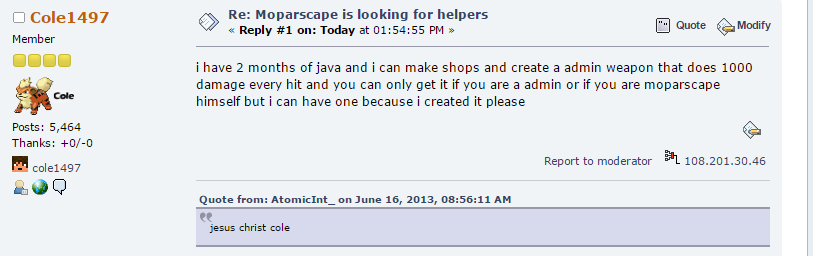 Cole1497
Member
Cole
Posts: 5,464
Thanks: +0/-0
cole1497
Re: Moparscape is looking for helpers
« Reply #1 on: Today at 01:54:55 PM »
Quote Modify
i have 2 months of java and i can make shops and create a admin weapon that does 1000
damage every hit and you can only get it if you are a admin or if you are moparscape
himself but i can have one because i created it please
Report to moderator 108.201.30.46
Quote from: AtomicInt_ on June 16, 2013, 08:56:11 AM
jesus christ cole